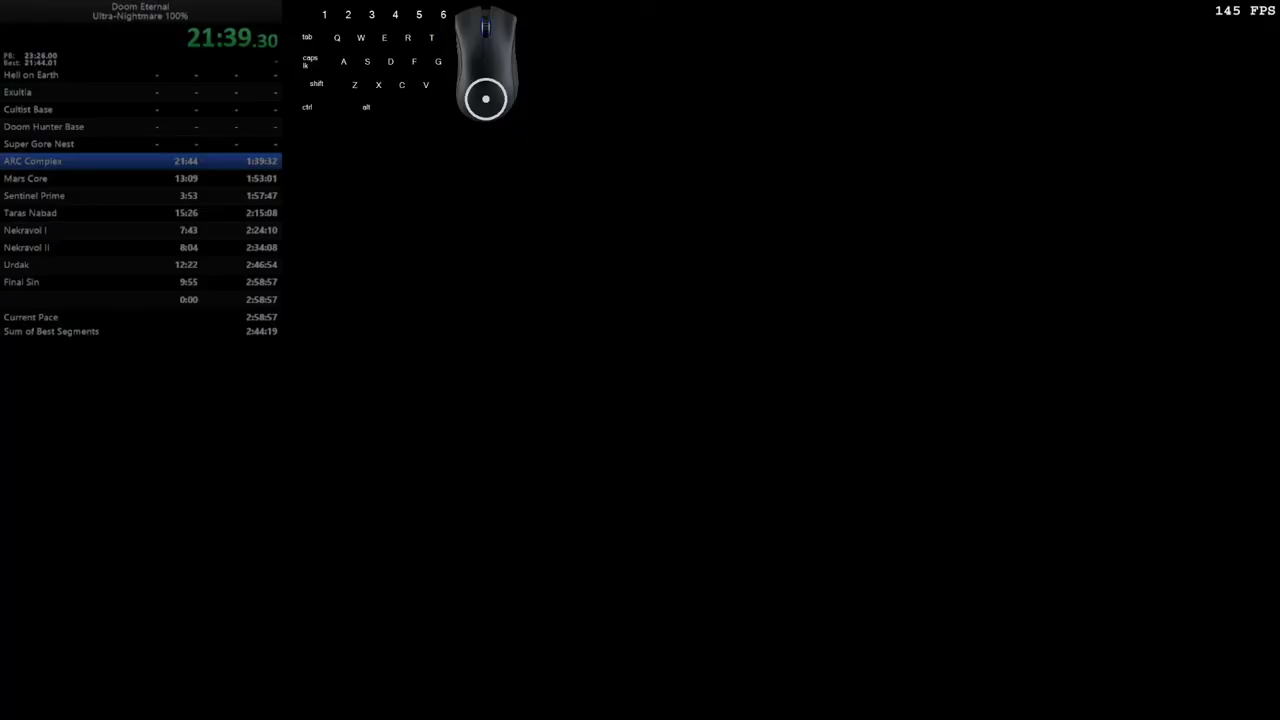 Doom Eternal
Ultra-Nightmare 100%
21:39.30
PB: 23:26.00
Best: 21:44.01
-
Hell on Earth - - - -
Exultia - - - -
Cultist Base - - - -
Doom Hunter Base - - - -
Super Gore Nest - - - -
ARC Complex 21:44 1:39:32
Mars Core 13:09 1:53:01
Sentinel Prime 3:53 1:57:47
Taras Nabad 15:26 2:15:08
Nekravol I 7:43 2:24:10
Nekravol II 8:04 2:34:08
Urdak 12:22 2:46:54
Final Sin 9:55 2:58:57
0:00 2:58:57
Current Pace 2:58:57
Sum of Best Segments 2:44:19
1 2 3 4 5 6
tab Q W E R T
caps lk A S D F G
shift Z X C V
ctrl alt
145 FPS